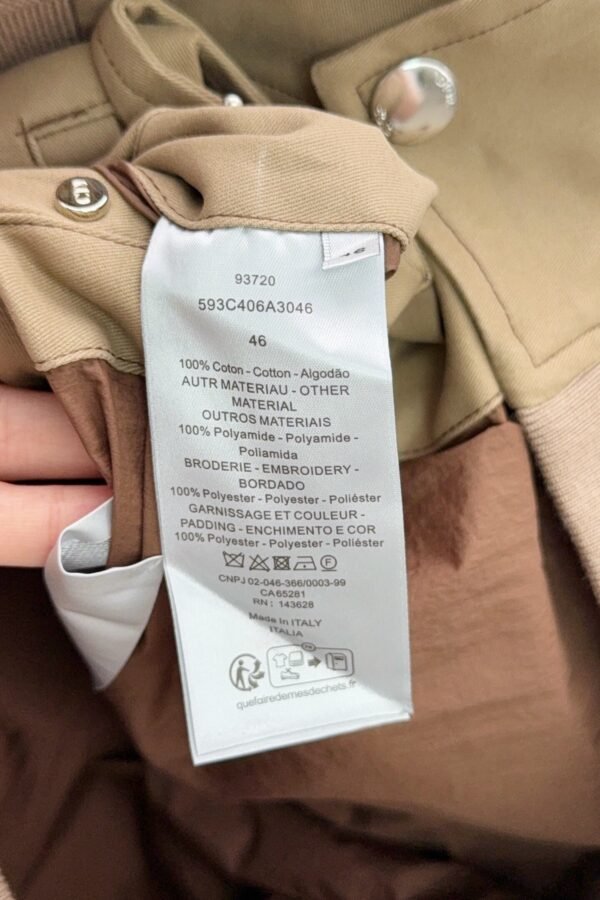 93720
593C406A3046
46
100% Coton - Cotton - Algodão
AUTR MATERIAU - OTHER
MATERIAL
OUTROS MATERIAIS
100% Polyamide - Polyamide -
Poliamida
BRODERIE - EMBROIDERY -
BORDADO
100% Polyester - Polyester - Poliéster
GARNISSAGE ET COULEUR -
PADDING - ENCHIMENTO E COR
100% Polyester - Polyester - Poliéster
CNPJ 02-046-366/0003-99
CA65281
RN : 143628
Made In ITALY
ITALIA
quefairedemesdechets.fr